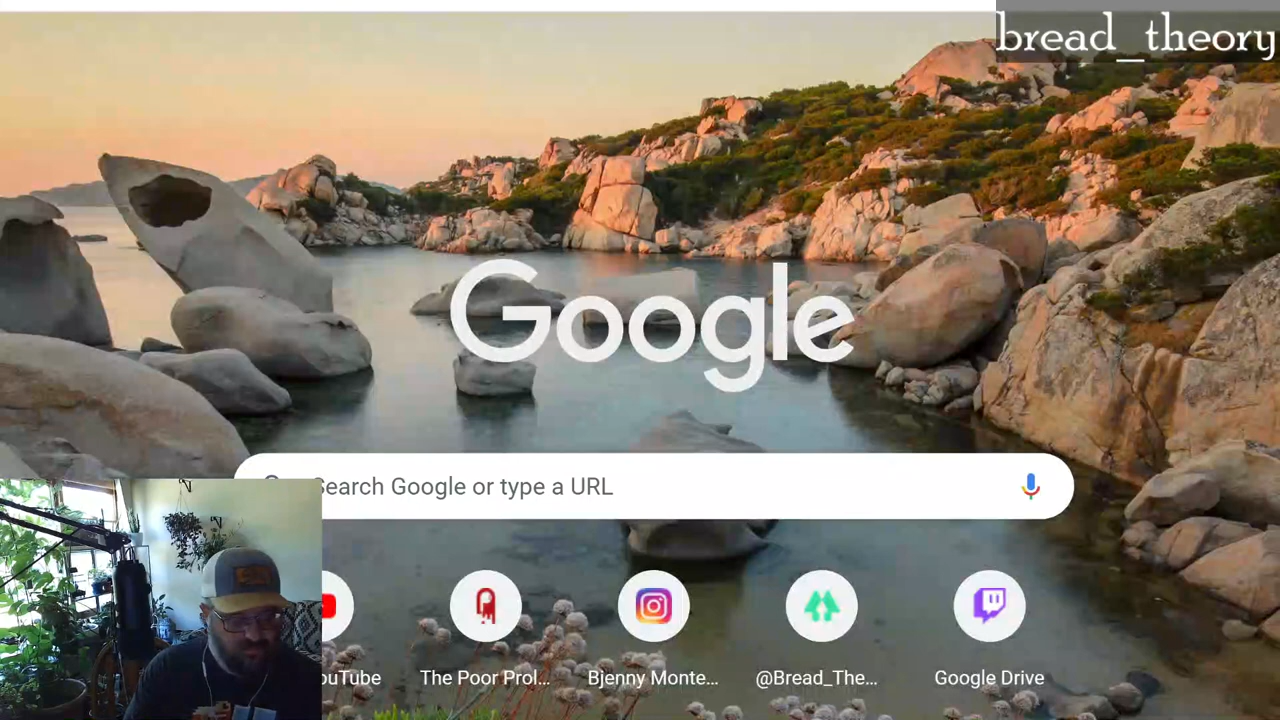 bread_theory
Google
Search Google or type a URL
ouTube
The Poor Prol...
Bjenny Monte...
@Bread_The...
Google Drive